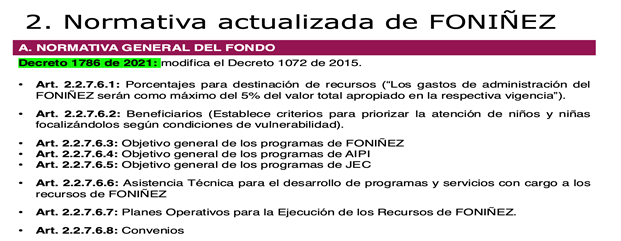 2. Normativa actualizada de FONIÑEZ
A. NORMATIVA GENERAL DEL FONDO
Decreto 1786 de 2021: modifica el Decreto 1072 de 2015.
• Art. 2.2.7.6.1: Porcentajes para destinación de recursos (“Los gastos de administración del
FONIÑEZ serán como máximo del 5% del valor total apropiado en la respectiva vigencia”).
• Art. 2.2.7.6.2: Beneficiarios (Establece criterios para priorizar la atención de niños y niñas
focalizándolos según condiciones de vulnerabilidad).
• Art. 2.2.7.6.3: Objetivo general de los programas de FONIÑEZ
• Art. 2.2.7.6.4: Objetivo general de los programas de AIPI
• Art. 2.2.7.6.5: Objetivo general de los programas de JEC
• Art. 2.2.7.6.6: Asistencia Técnica para el desarrollo de programas y servicios con cargo a los
recursos de FONIÑEZ
• Art. 2.2.7.6.7: Planes Operativos para la Ejecución de los Recursos de FONIÑEZ.
• Art. 2.2.7.6.8: Convenios